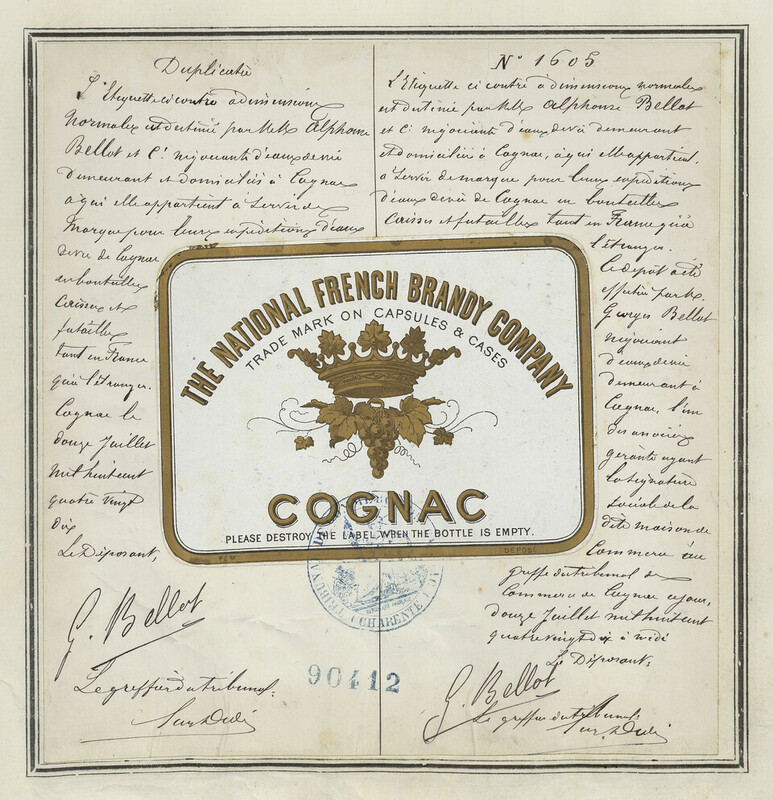 Duplicata
L'Etiquette ci contre à dimensions
normales est destinée par MM. Alphonse
Bellot et Cie. négociants d'eaux de vie
demeurant et domiciliés à Cognac
à qui elle appartient à servir de
marque pour leurs expéditions d'eaux
de vie de Cognac
en bouteilles
caisses et
futailles
tant en France
qu'à l'étranger.
Cognac le
douze Juillet
mil huit cent
quatre vingt
dix
Le Déposant,
G. Bellot
Le greffier du tribunal.
No 1605
L'Etiquette ci contre à dimensions normales
est destinée par MM. Alphonse Bellot
et Cie. négociants d'eaux de vie demeurant
et domiciliés à Cognac, à qui elle appartient.
à servir de marque pour leurs expéditions
d'eaux de vie de Cognac en bouteilles
caisses et futailles tant en France qu'à
l'étranger.
Ce dépôt a été
effectué par M.
Georges Bellot
négociant
d'eaux de vie
demeurant à
Cognac, l'un
des associés
gérants ayant
la signature
sociale de la
dite maison de
Commerce au
greffe du tribunal de
Commerce de Cognac ce jour,
douze Juillet mil huit cent
quatre vingt dix à midi
Le Déposant,
G. Bellot
Le greffier du Tribunal.
THE NATIONAL FRENCH BRANDY COMPANY
TRADE MARK ON CAPSULES & CASES
COGNAC
PLEASE DESTROY THE LABEL WHEN THE BOTTLE IS EMPTY.
DÉPOSÉ
TRIBUNAL DE
(CHARENTE)
90412